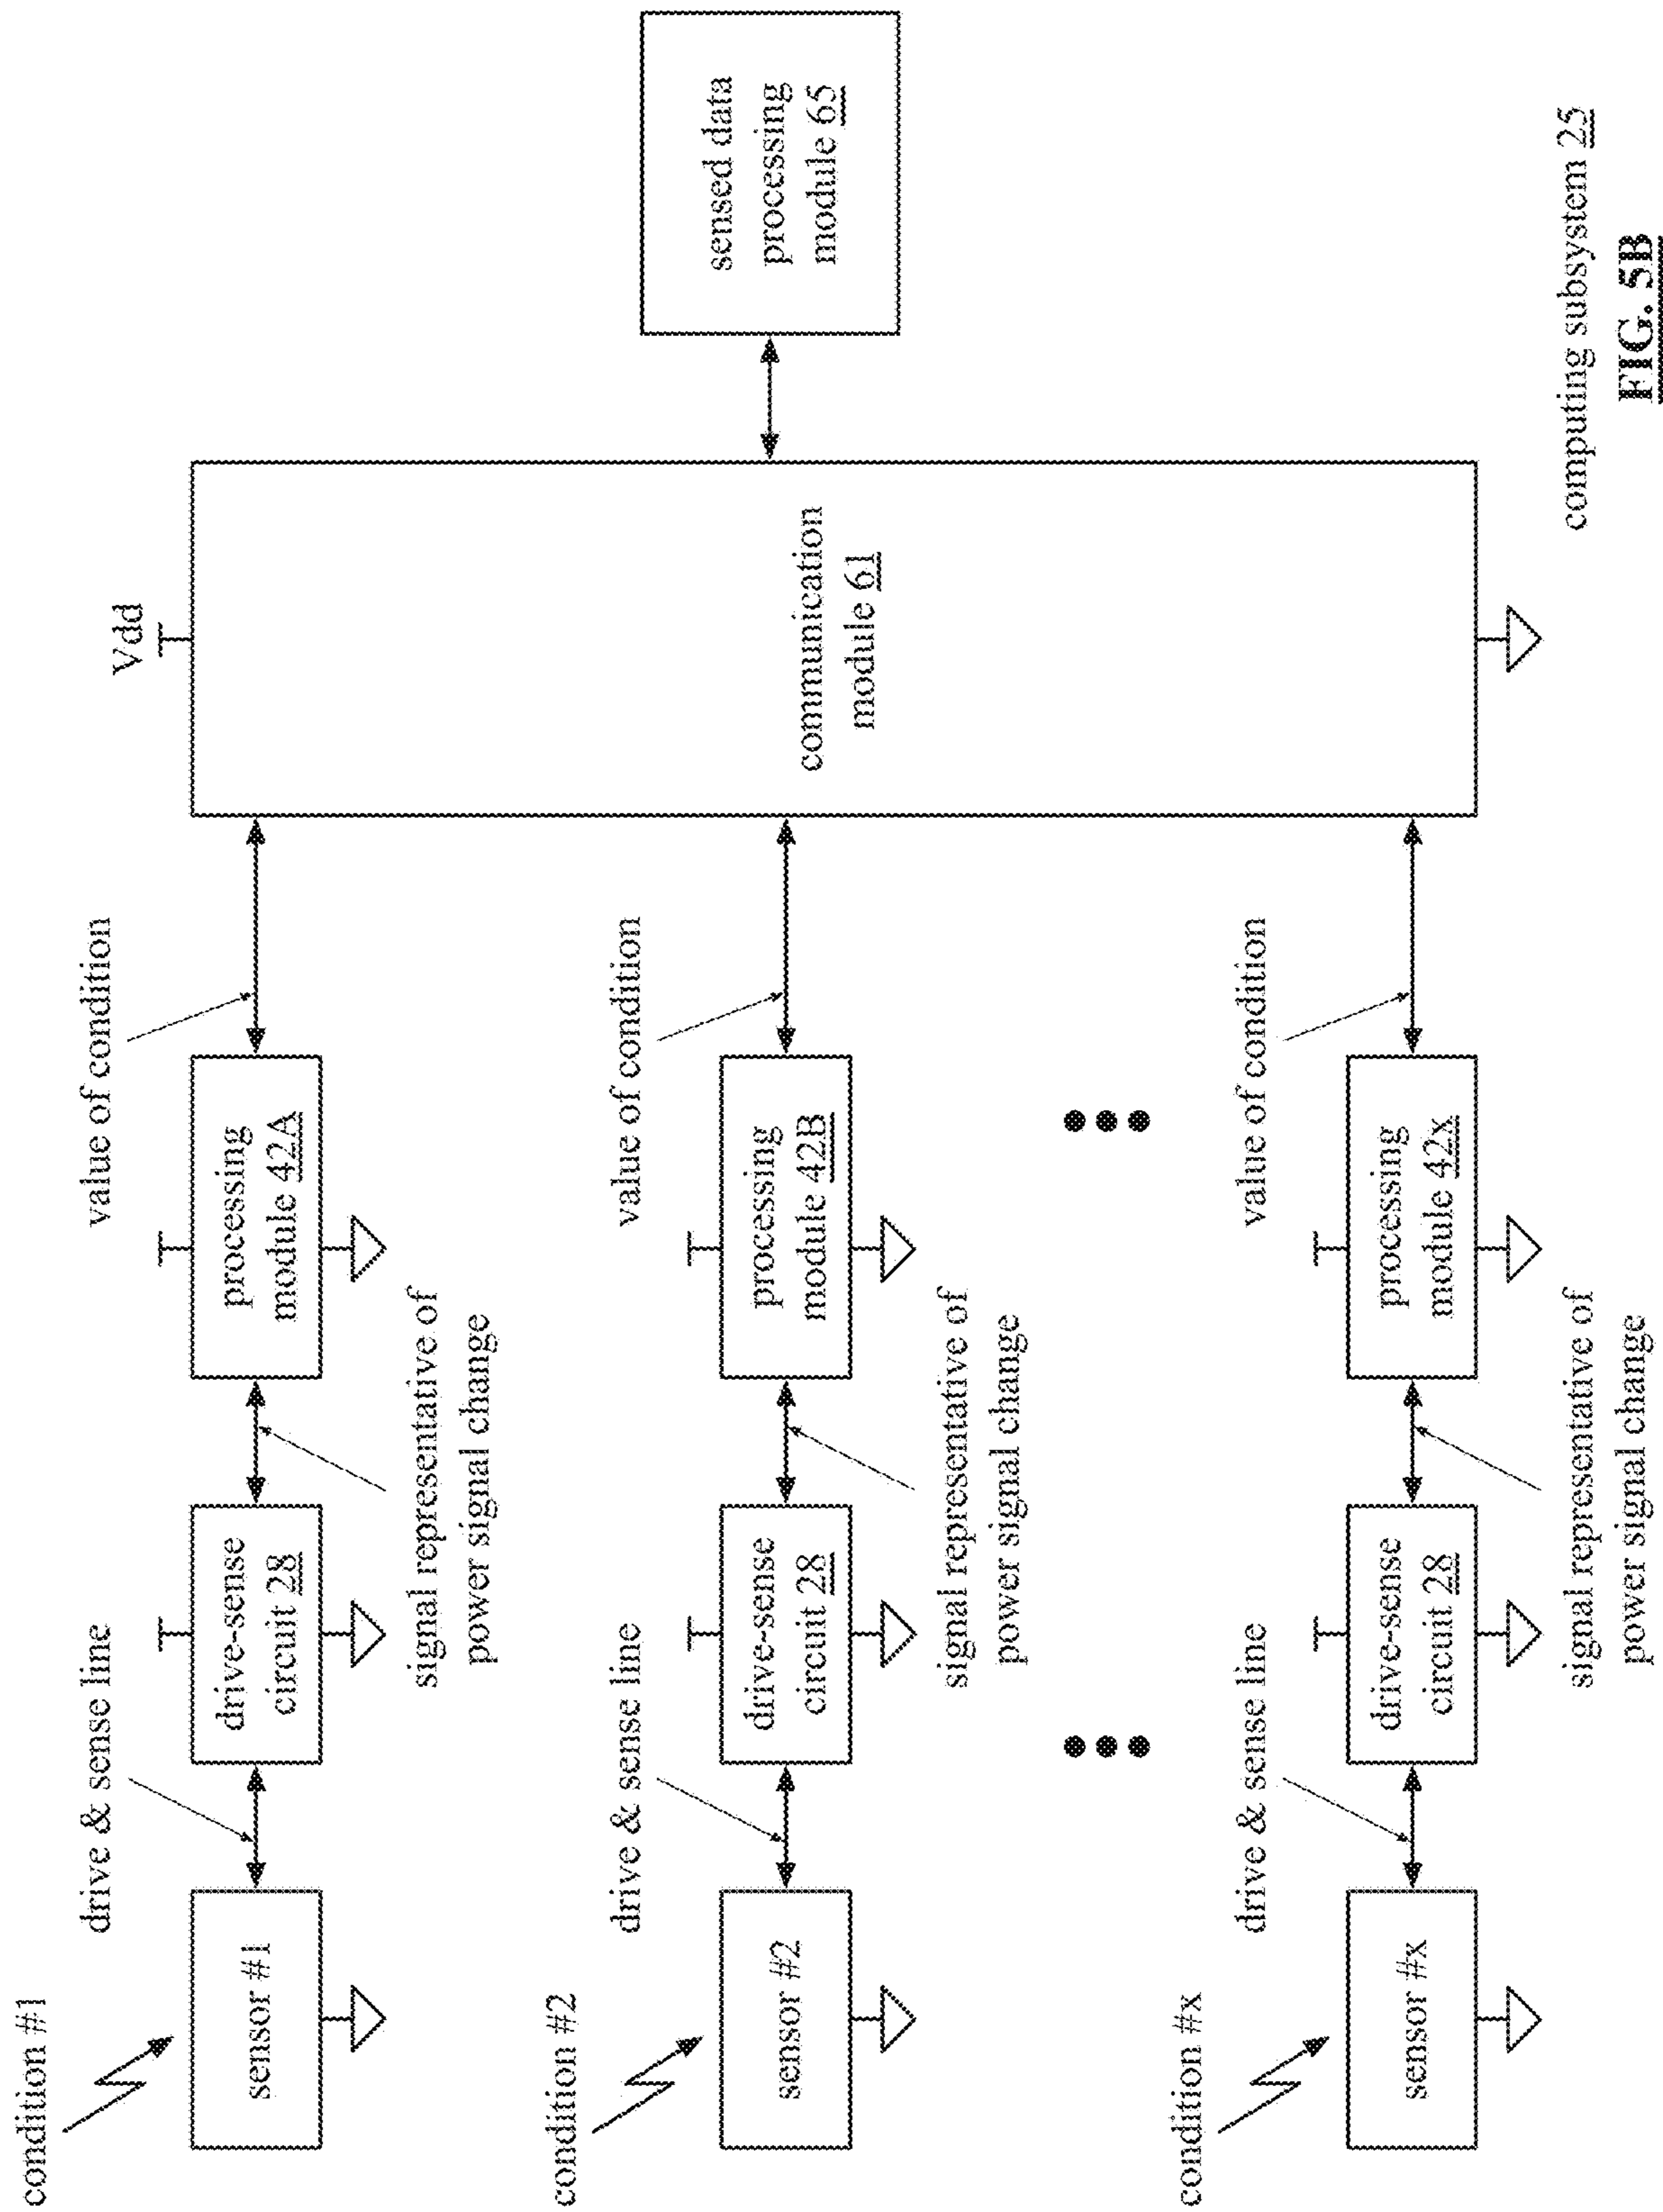 condition #1
drive & sense line
value of condition
Vdd
sensor #1
drive-sense
circuit 28
processing
module 42A
signal representative of
power signal change
condition #2
drive & sense line
value of condition
sensor #2
drive-sense
circuit 28
processing
module 42B
signal representative of
power signal change
communication
module 61
sensed data
processing
module 65
condition #x
drive & sense line
value of condition
sensor #x
drive-sense
circuit 28
processing
module 42x
signal representative of
power signal change
computing subsystem 25
FIG. 5B